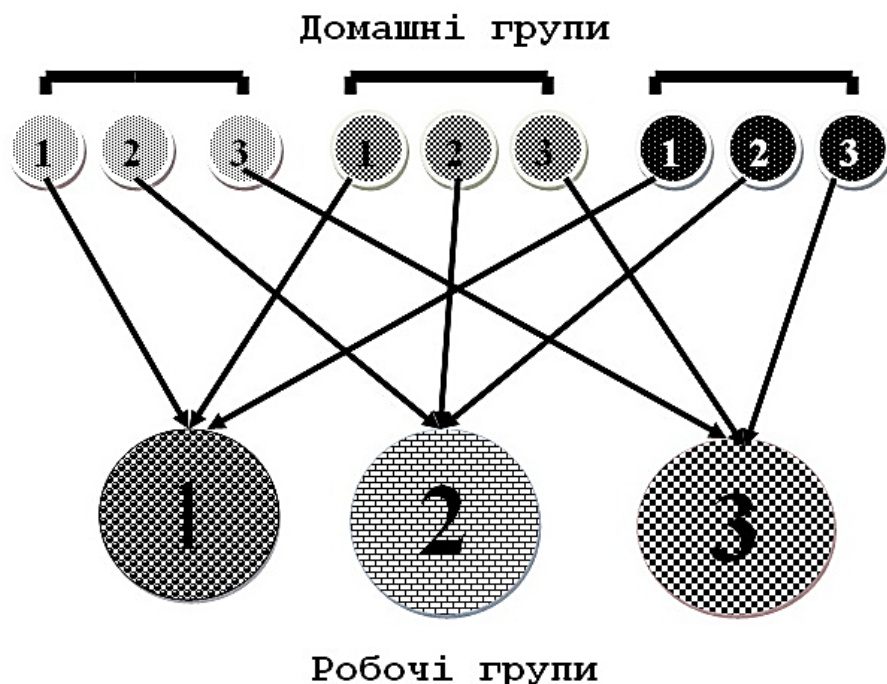 Домашні групи
1 2 3 1 2 3 1 2 3
1 2 3
Робочі групи